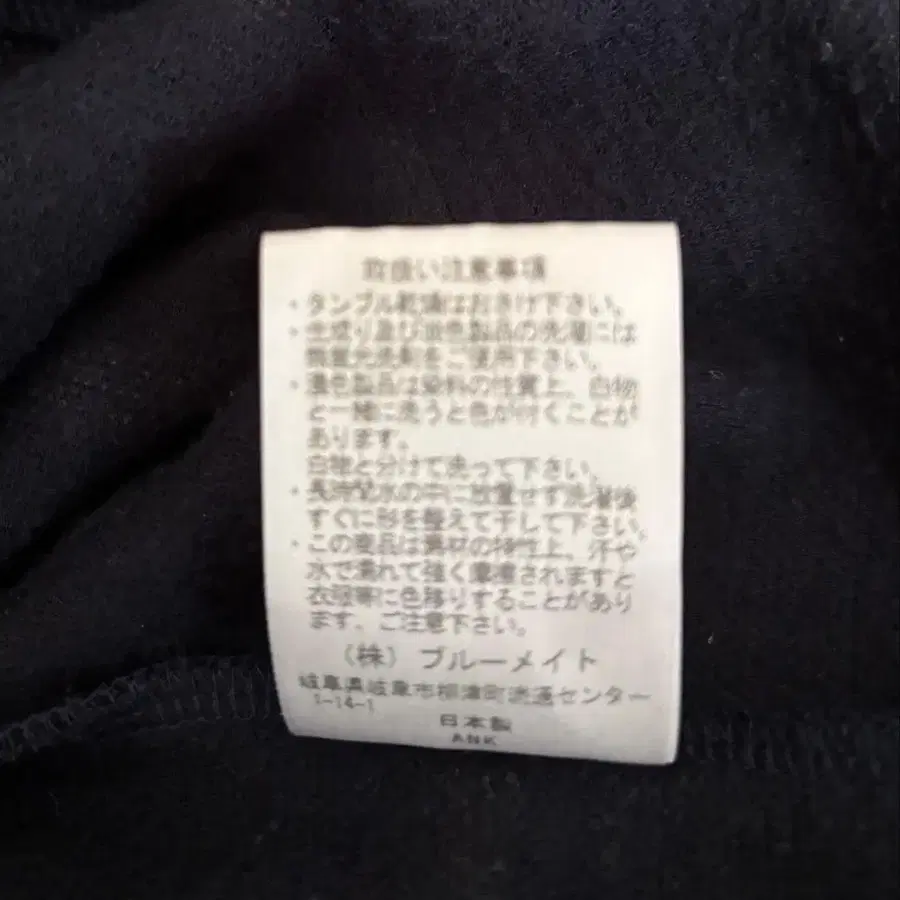 取扱い注意事項
・タンブル乾燥はおさけ下さい。
・生成り及び淡色製品の洗濯には
無蛍光洗剤をご使用下さい。
・濃色製品は染料の性質上、白物
と一緒に洗うと色が付くことが
あります。
白物と分けて洗って下さい。
・長時間水の中に放置せず洗濯後
すぐに形を整えて干して下さい。
・この商品は素材の特性上、汗や
水で濡れて強く摩擦されますと
衣服等に色移りすることがあり
ます、ご注意下さい。
（株）ブルーメイト
岐阜県岐阜市柳津町流通センター
1-14-1
日本製
ANK